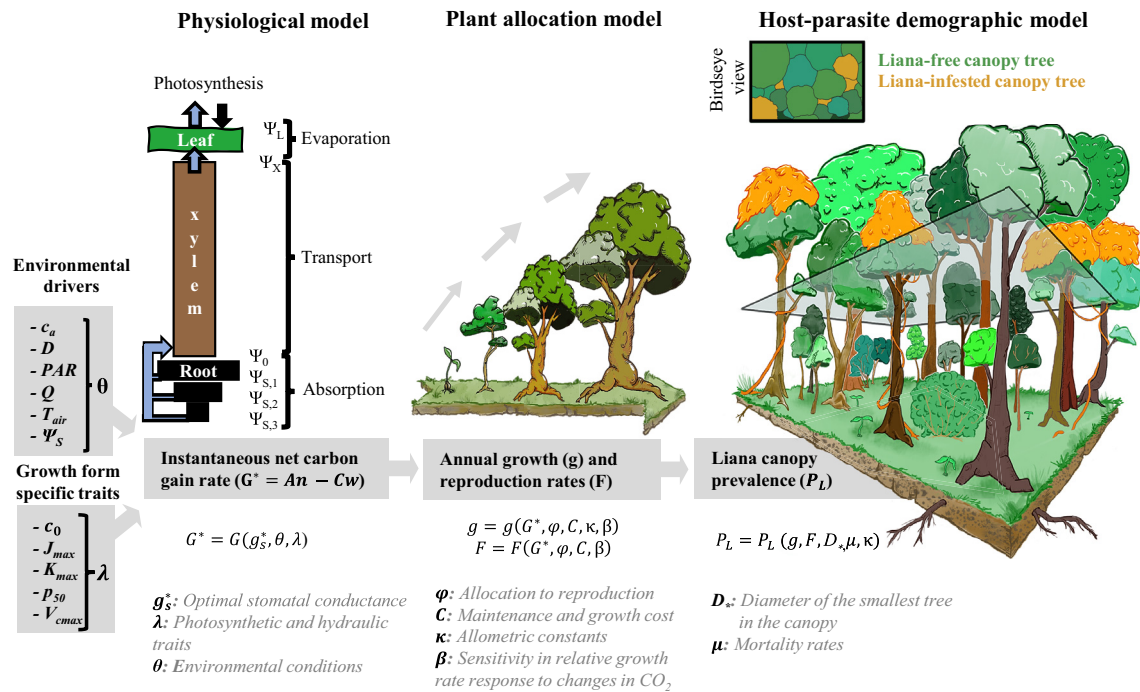 Physiological model
Plant allocation model
Host-parasite demographic model
Birdseye
view
Liana-free canopy tree
Liana-infested canopy tree
Photosynthesis
Leaf
Ψ_L
Evaporation
Ψ_X
xylem
Transport
Ψ_0
Root
Ψ_S,1
Ψ_S,2
Ψ_S,3
Absorption
Environmental
drivers
- c_a
- D
- PAR
- Q
- T_air
- Ψ_S
θ
Growth form
specific traits
- c_0
- J_max
- K_max
- p_50
- V_cmax
λ
Instantaneous net carbon
gain rate (G* = An − Cw)
G* = G(g_s*, θ, λ)
g_s*: Optimal stomatal conductance
λ: Photosynthetic and hydraulic
traits
θ: Environmental conditions
Annual growth (g) and
reproduction rates (F)
g = g(G*, φ, C, κ, β)
F = F(G*, φ, C, β)
φ: Allocation to reproduction
C: Maintenance and growth cost
κ: Allometric constants
β: Sensitivity in relative growth
rate response to changes in CO₂
Liana canopy
prevalence (P_L)
P_L = P_L (g, F, D_*, μ, κ)
D_*: Diameter of the smallest tree
in the canopy
μ: Mortality rates